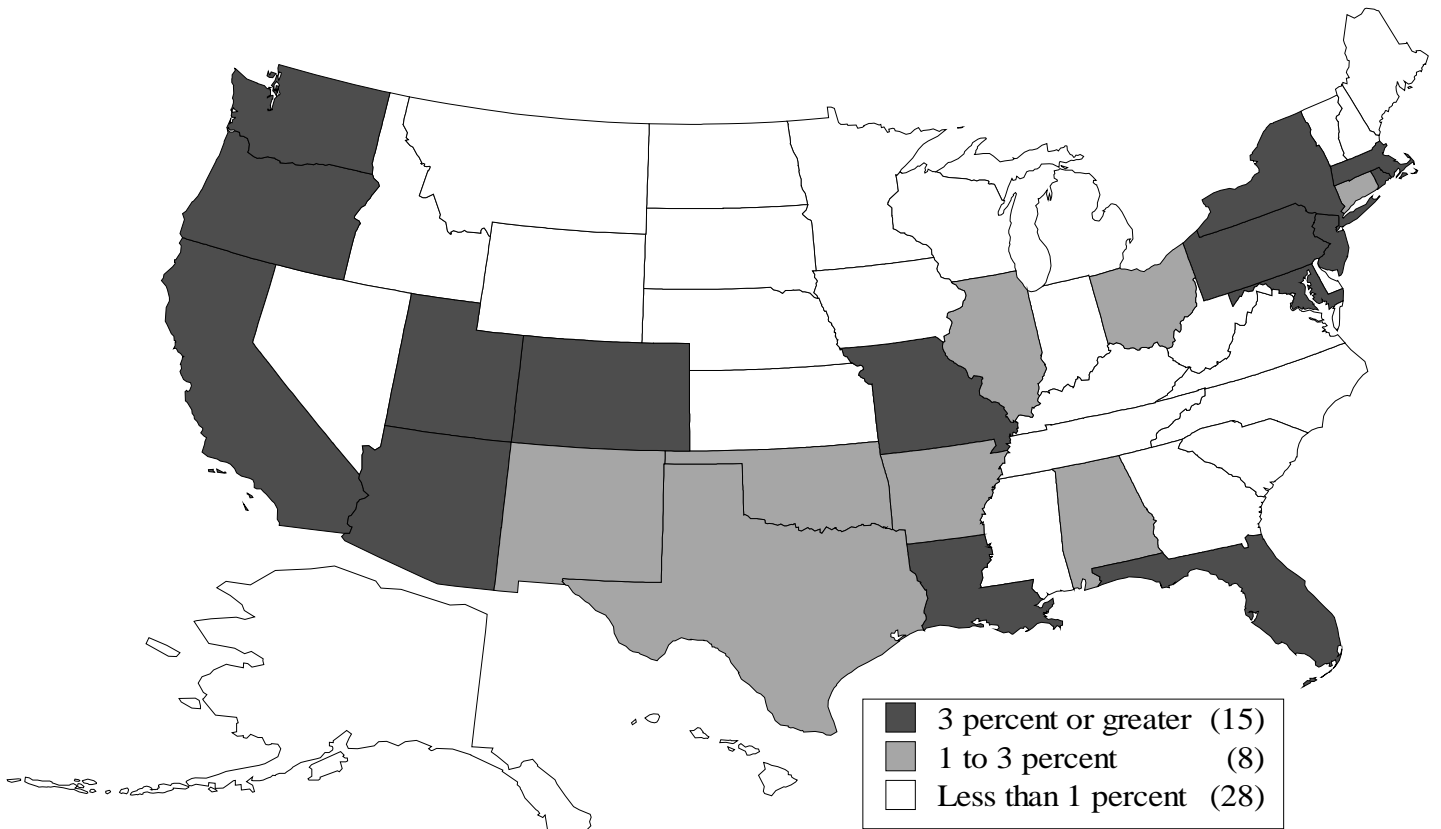 3 percent or greater (15)
1 to 3 percent (8)
Less than 1 percent (28)